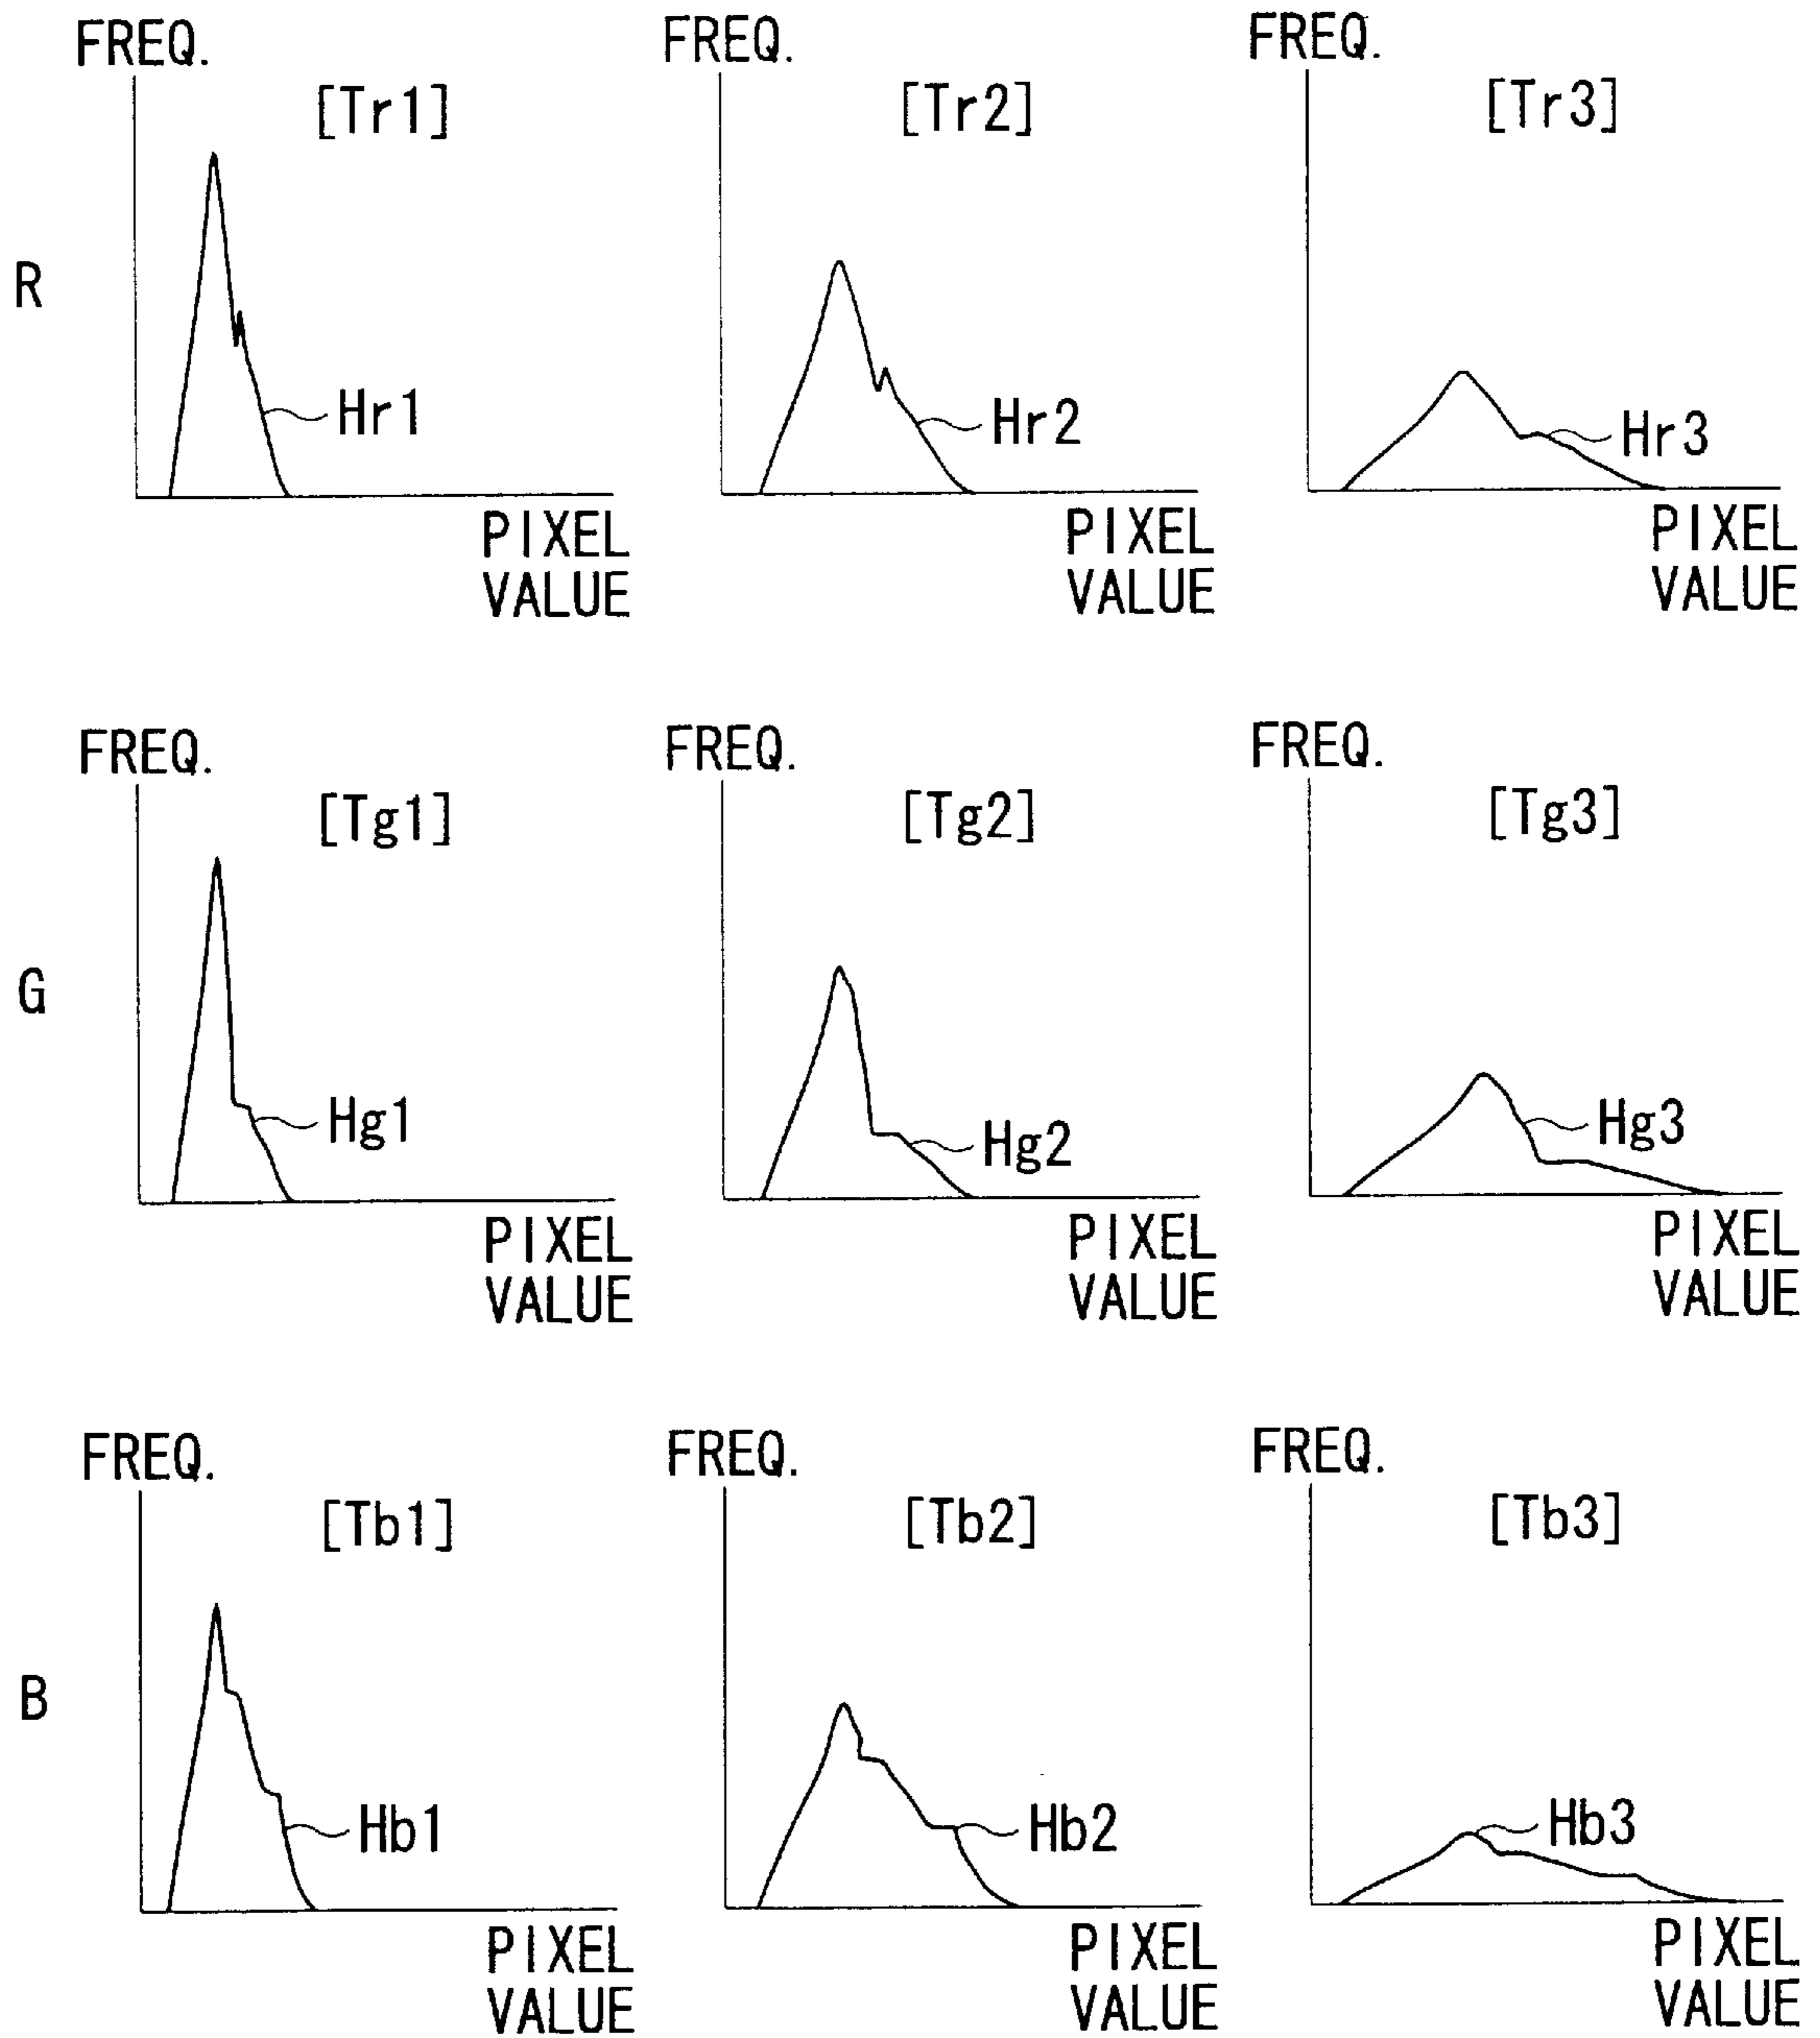 FREQ. FREQ. FREQ.
[Tr1] [Tr2] [Tr3]
R
Hr1 Hr2 Hr3
PIXEL PIXEL PIXEL
VALUE VALUE VALUE
FREQ. FREQ. FREQ.
[Tg1] [Tg2] [Tg3]
G
Hg1 Hg2 Hg3
PIXEL PIXEL PIXEL
VALUE VALUE VALUE
FREQ. FREQ. FREQ.
[Tb1] [Tb2] [Tb3]
B
Hb1 Hb2 Hb3
PIXEL PIXEL PIXEL
VALUE VALUE VALUE